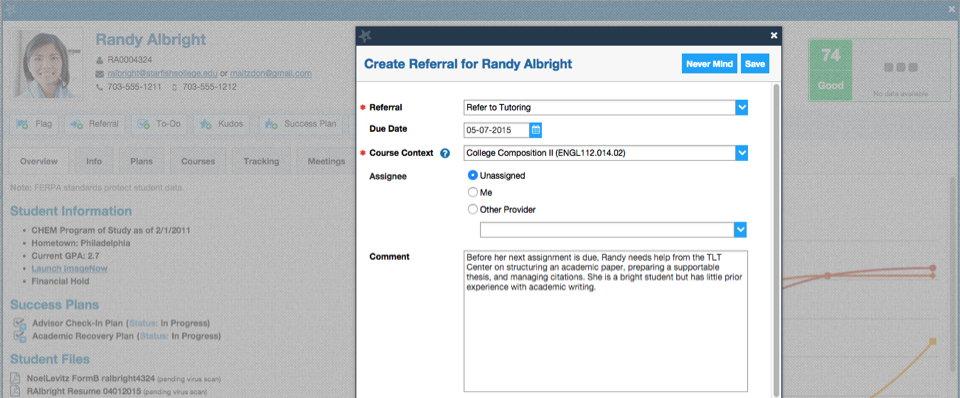 Randy Albright
RA0004324
ralbright@starfishcollege.edu or maitzdon@gmail.com
703-555-1211 703-555-1212
74
Good
No data available
Flag Referral To-Do Kudos Success Plan
Overview Info Plans Courses Tracking Meetings
Note: FERPA standards protect student data.
Student Information
• CHEM Program of Study as of 2/1/2011
• Hometown: Philadelphia
• Current GPA: 2.7
• Launch ImageNow
• Financial Hold
Success Plans
Advisor Check-In Plan (Status: In Progress)
Academic Recovery Plan (Status: In Progress)
Student Files
NoelLevitz FormB ralbright4324 (pending virus scan)
RAlbright Resume 04012015 (pending virus scan)
Create Referral for Randy Albright
Never Mind Save
* Referral Refer to Tutoring
Due Date 05-07-2015
* Course Context ? College Composition II (ENGL112.014.02)
Assignee Unassigned
Me
Other Provider
Comment
Before her next assignment is due, Randy needs help from the TLT
Center on structuring an academic paper, preparing a supportable
thesis, and managing citations. She is a bright student but has little prior
experience with academic writing.